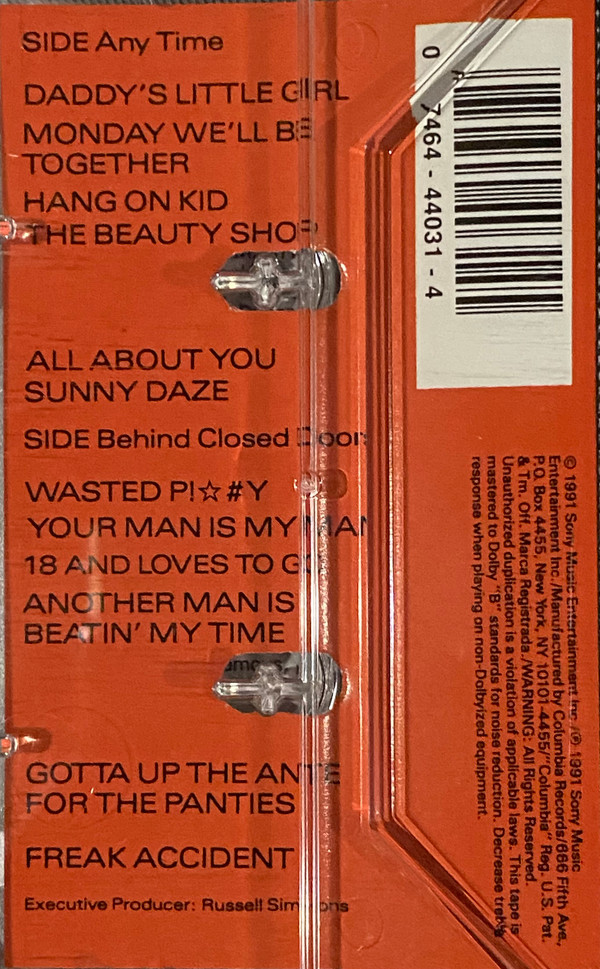 SIDE Any Time
DADDY'S LITTLE GIRL
MONDAY WE'LL BE
TOGETHER
HANG ON KID
THE BEAUTY SHOP
ALL ABOUT YOU
SUNNY DAZE
SIDE Behind Closed Doors
WASTED P!☆#Y
YOUR MAN IS MY MAN
18 AND LOVES TO GO
ANOTHER MAN IS
BEATIN' MY TIME
GOTTA UP THE ANTE
FOR THE PANTIES
FREAK ACCIDENT
Executive Producer: Russell Simmons
0 7464 - 44031 - 4
© 1991 Sony Music Entertainment Inc./℗ 1991 Sony Music
Entertainment Inc./Manufactured by Columbia Records/666 Fifth Ave.,
P.O. Box 4455, New York, NY 10101-4455/"Columbia" Reg. U.S. Pat.
& Tm. Off. Marca Registrada./WARNING: All Rights Reserved.
Unauthorized duplication is a violation of applicable laws. This tape is
mastered to Dolby "B" standards for noise reduction. Decrease treble
response when playing on non-Dolbyized equipment.